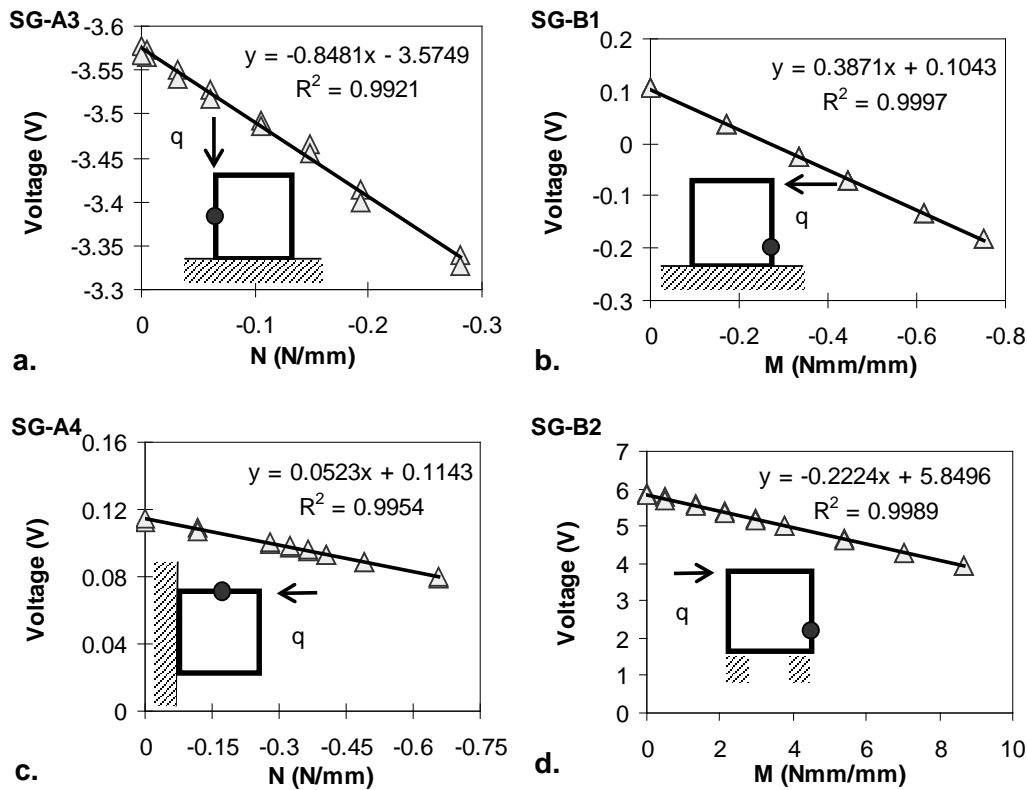 SG-A3
-3.6
-3.55
-3.5
-3.45
-3.4
-3.35
-3.3
Voltage (V)
y = -0.8481x - 3.5749
R² = 0.9921
q
0 -0.1 -0.2 -0.3
N (N/mm)
a.
SG-B1
0.2
0.1
0
-0.1
-0.2
-0.3
Voltage (V)
y = 0.3871x + 0.1043
R² = 0.9997
q
0 -0.2 -0.4 -0.6 -0.8
M (Nmm/mm)
b.
SG-A4
0.16
0.12
0.08
0.04
0
Voltage (V)
y = 0.0523x + 0.1143
R² = 0.9954
q
0 -0.15 -0.30 -0.45 -0.60 -0.75
N (N/mm)
c.
SG-B2
7
6
5
4
3
2
1
0
Voltage (V)
y = -0.2224x + 5.8496
R² = 0.9989
q
0 2 4 6 8 10
M (Nmm/mm)
d.